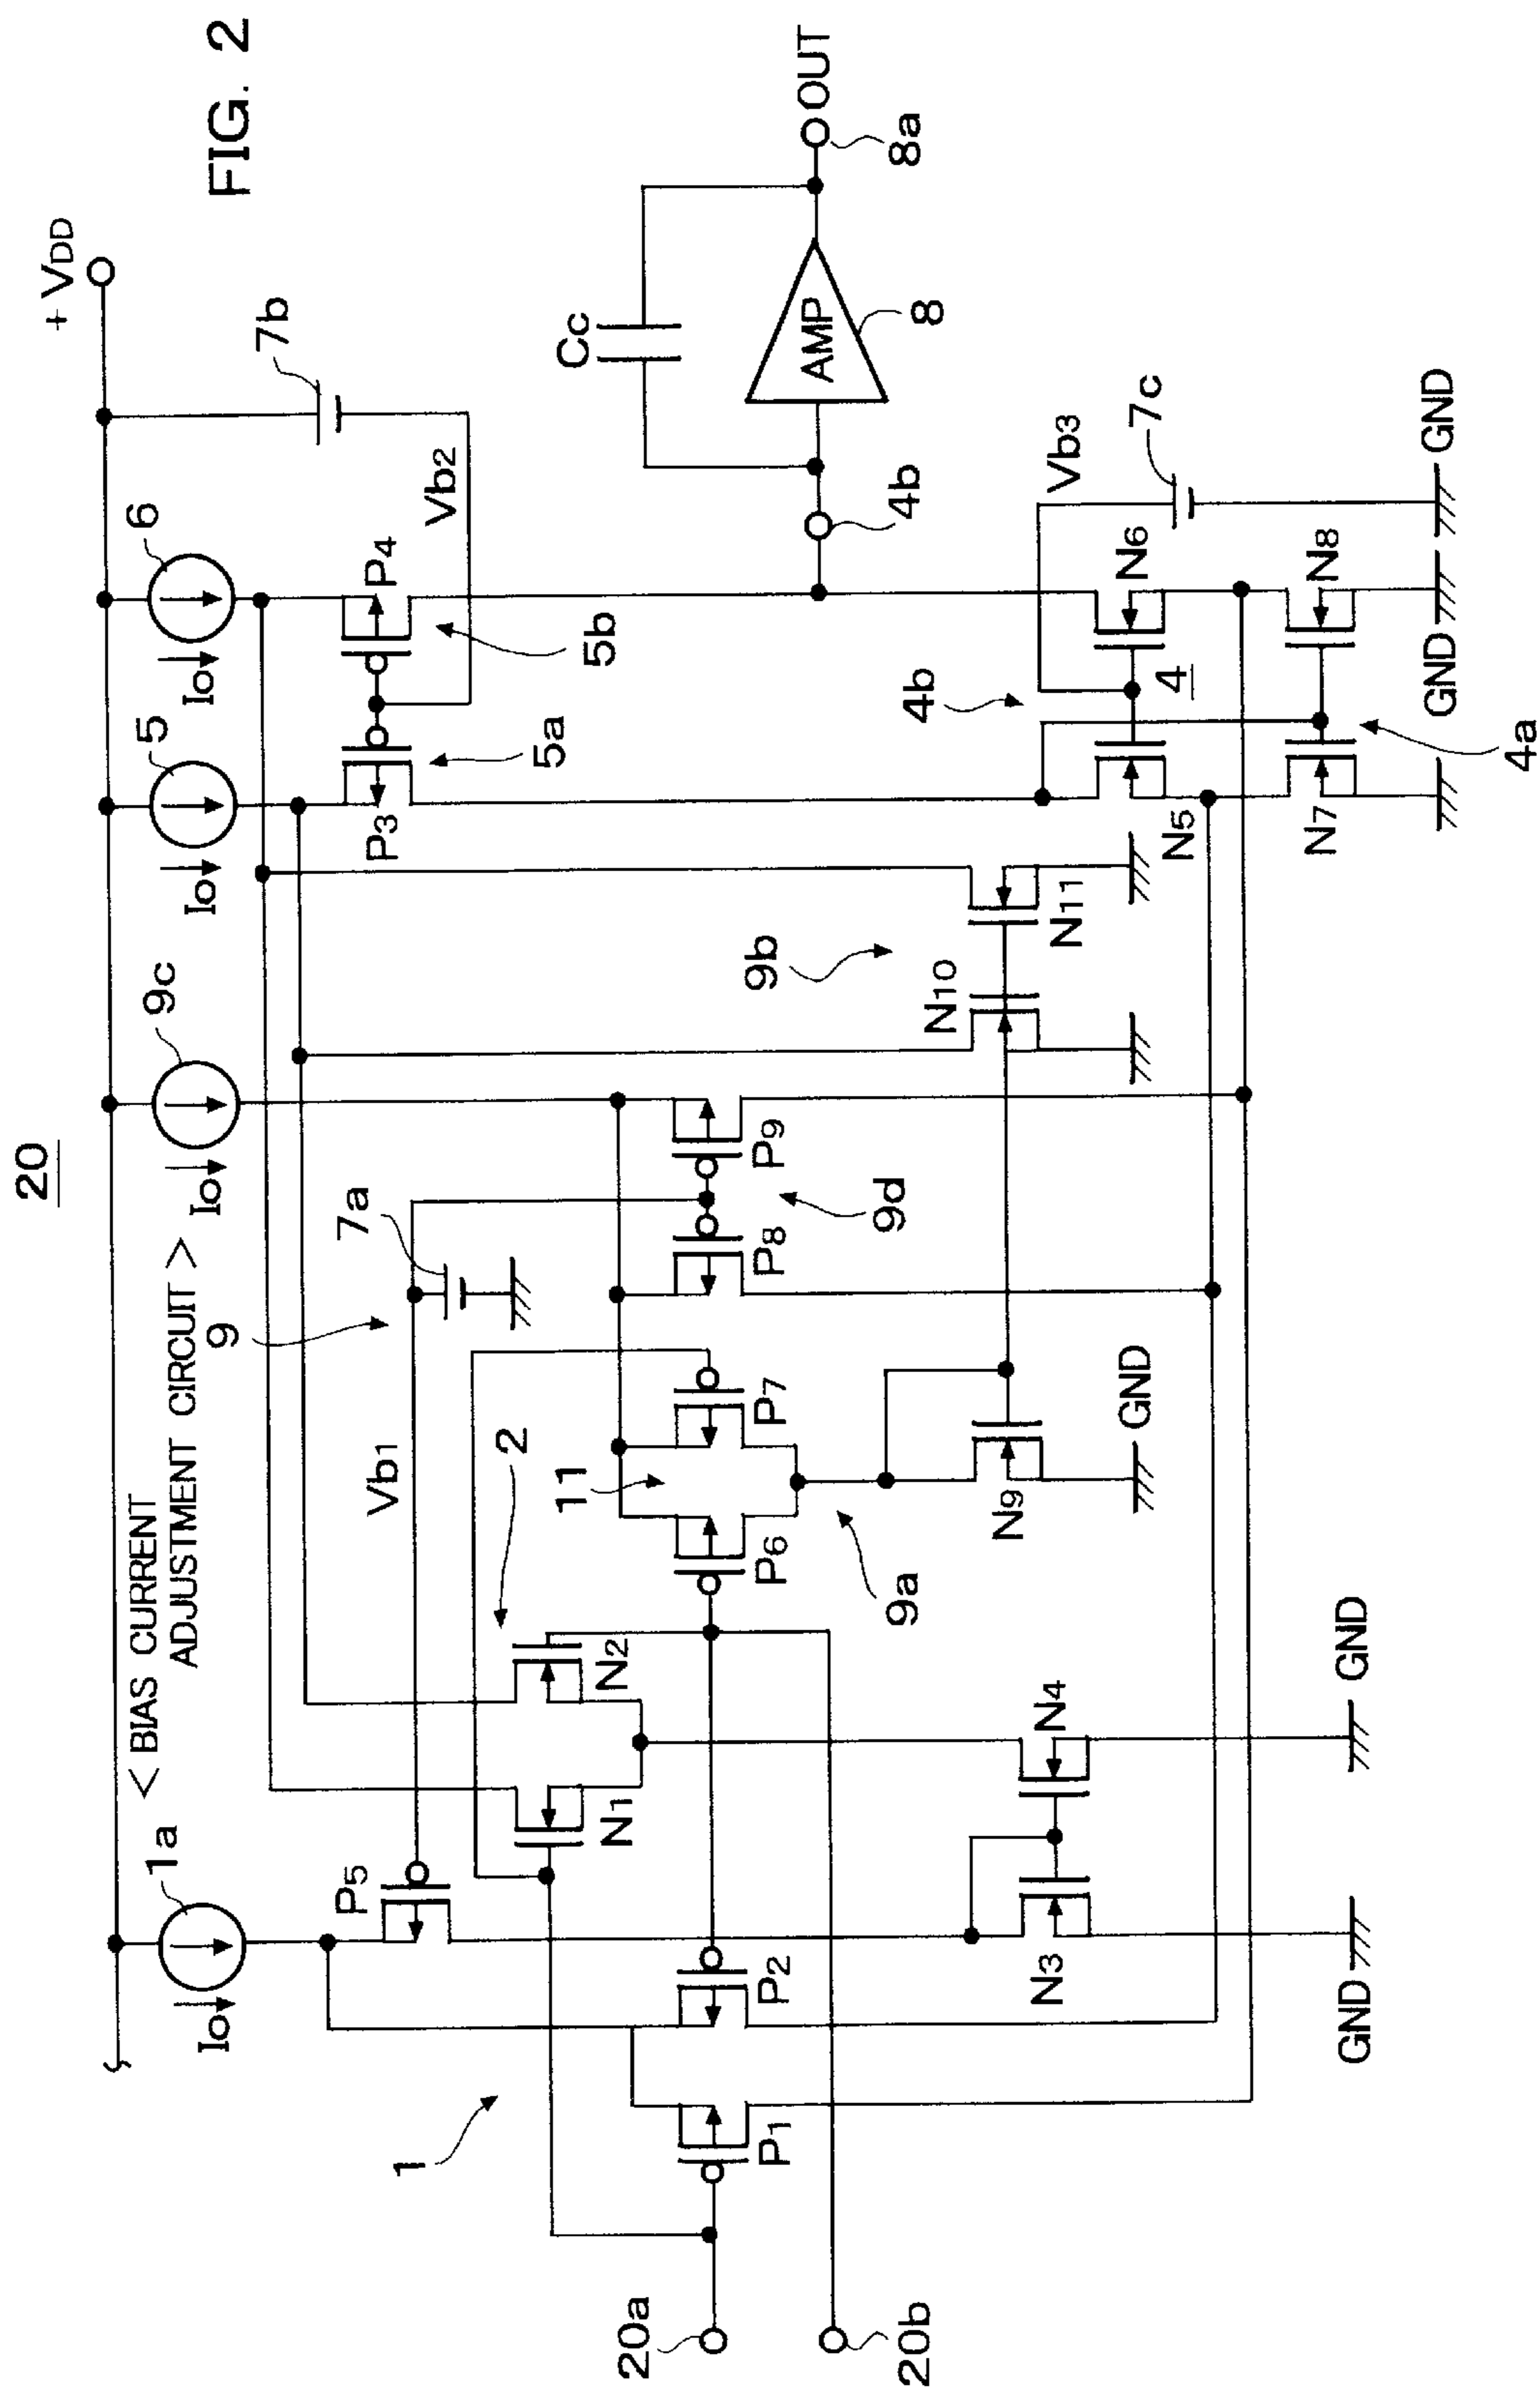 FIG. 2
20
+ VDD
< BIAS CURRENT
ADJUSTMENT CIRCUIT >
1a
Io
9c
Io
5
Io
6
Io
7b
P5
Vb1
9
7a
P3
P4
Vb2
5a
5b
1
N1
N2
2
11
P1
P2
P6
P7
P8
P9
9d
9a
Cc
AMP
8
OUT
8a
4b
20a
20b
N3
N4
N9
N10
N11
9b
GND
GND
GND
4b
4
N5
N6
Vb3
7c
N7
N8
4a
GND
GND